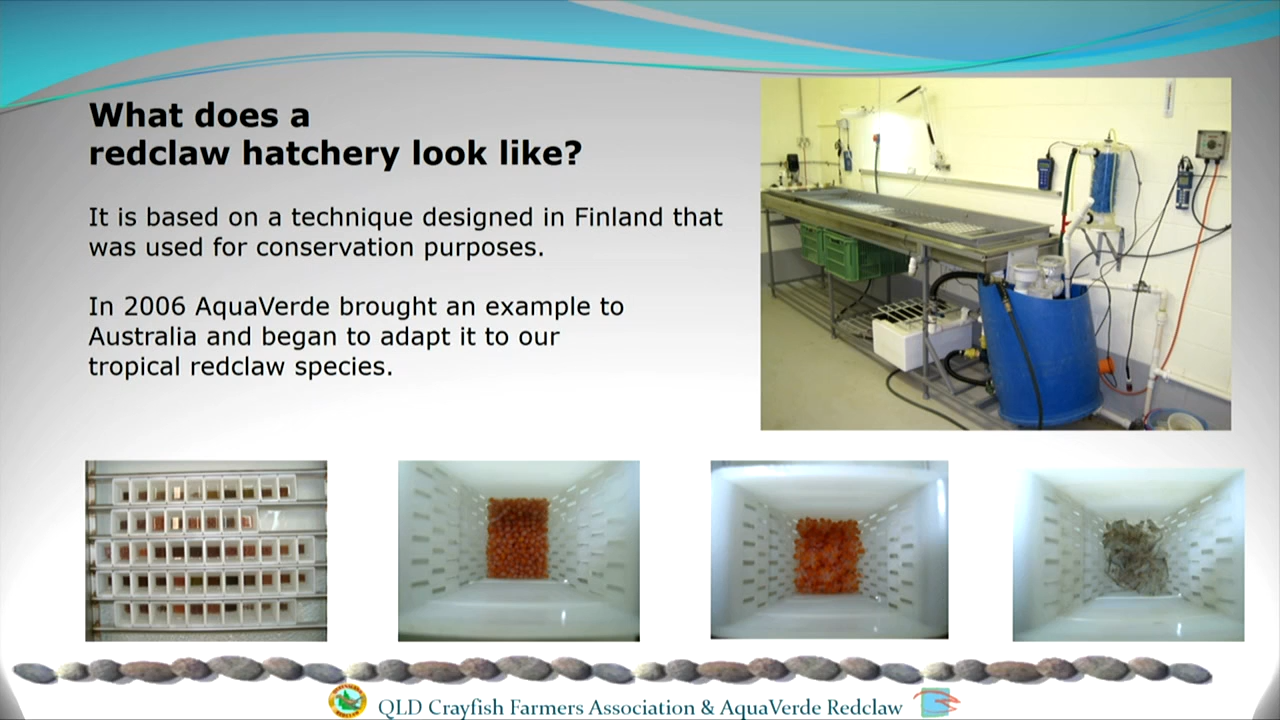 What does a
redclaw hatchery look like?
It is based on a technique designed in Finland that
was used for conservation purposes.
In 2006 AquaVerde brought an example to
Australia and began to adapt it to our
tropical redclaw species.
QLD Crayfish Farmers Association & AquaVerde Redclaw